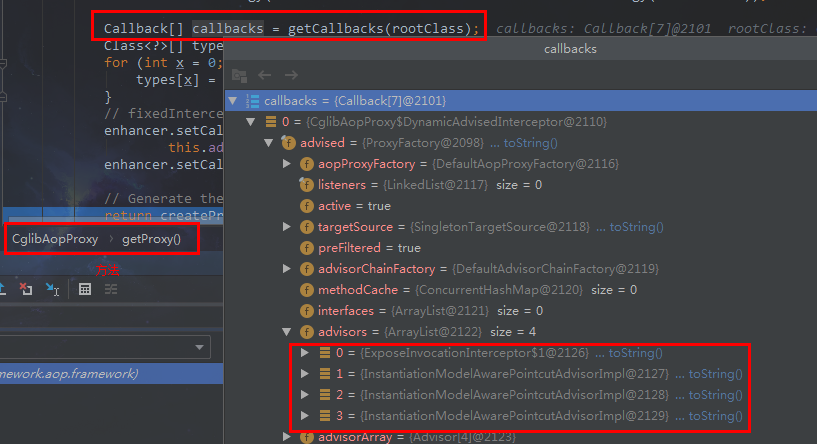 Callback[] callbacks = getCallbacks(rootClass); callbacks: Callback[7]@2101 rootClass:
Class<?>[] type
for (int x = 0;
types[x] =
}
// fixedInterce
enhancer.setCal
this.ad
enhancer.setCal
// Generate the
return createPr
CglibAopProxy getProxy()
方法
ework.aop.framework)
callbacks
callbacks = {Callback[7]@2101}
0 = {CglibAopProxy$DynamicAdvisedInterceptor@2110}
advised = {ProxyFactory@2098} ... toString()
aopProxyFactory = {DefaultAopProxyFactory@2116}
listeners = {LinkedList@2117} size = 0
active = true
targetSource = {SingletonTargetSource@2118} ... toString()
preFiltered = true
advisorChainFactory = {DefaultAdvisorChainFactory@2119}
methodCache = {ConcurrentHashMap@2120} size = 0
interfaces = {ArrayList@2121} size = 0
advisors = {ArrayList@2122} size = 4
0 = {ExposeInvocationInterceptor$1@2126} ... toString()
1 = {InstantiationModelAwarePointcutAdvisorImpl@2127} ... toString()
2 = {InstantiationModelAwarePointcutAdvisorImpl@2128} ... toString()
3 = {InstantiationModelAwarePointcutAdvisorImpl@2129} ... toString()
advisorArray = {Advisor[4]@2123}